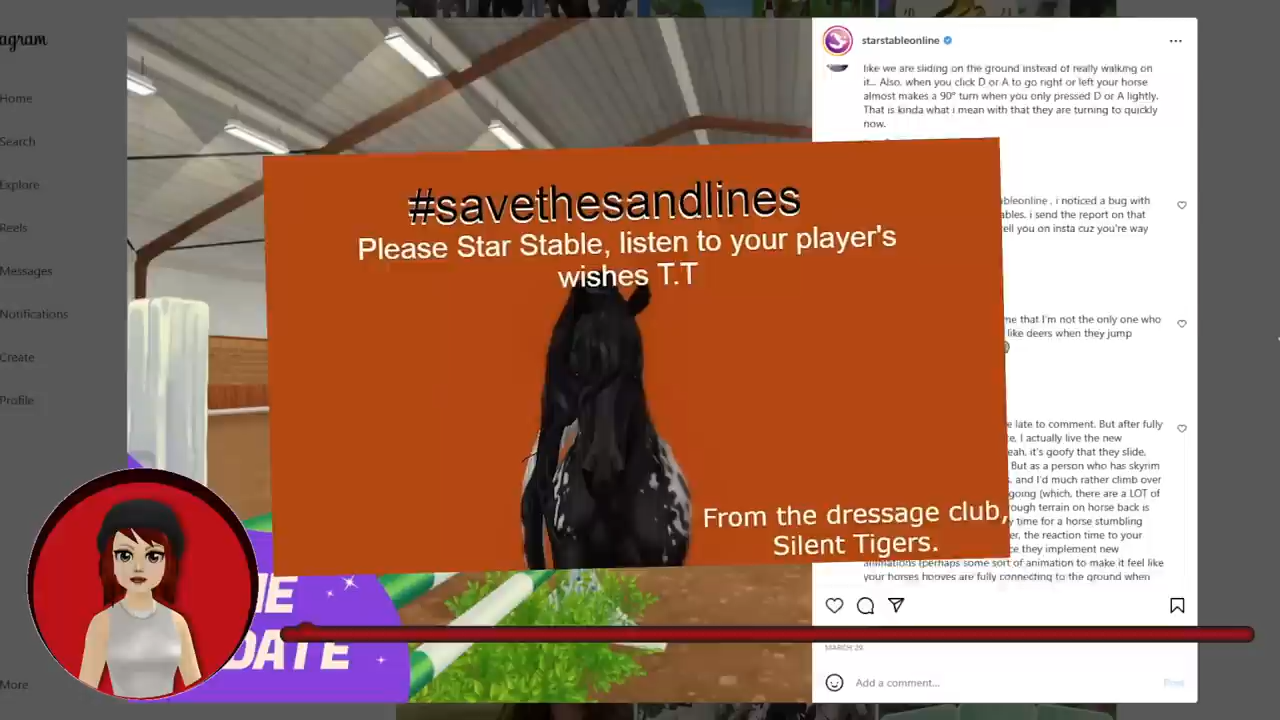 agram
Home
Search
Explore
Reels
Messages
Notifications
Create
Profile
More
#savethesandlines
Please Star Stable, listen to your player's
wishes T.T
From the dressage club,
Silent Tigers.
DATE
starstableonline
like we are sliding on the ground instead of really walking on
it... Also, when you click D or A to go right or left your horse
almost makes a 90° turn when you only pressed D or A lightly.
That is kinda what i mean with that they are turning to quickly
now.
bleonline , i noticed a bug with
ables. i send the report on that
ell you on insta cuz you're way
me that I'm not the only one who
like deers when they jump
e late to comment. But after fully
te, I actually live the new
eah, it's goofy that they slide,
But as a person who has skyrim
s, and I'd much rather climb over
going (which, there are a LOT of
rough terrain on horse back is
y time for a horse stumbling
er, the reaction time to your
ce they implement new
animations (perhaps some sort of animation to make it feel like
your horses hooves are fully connecting to the ground when
MARCH 29
Add a comment...
Post